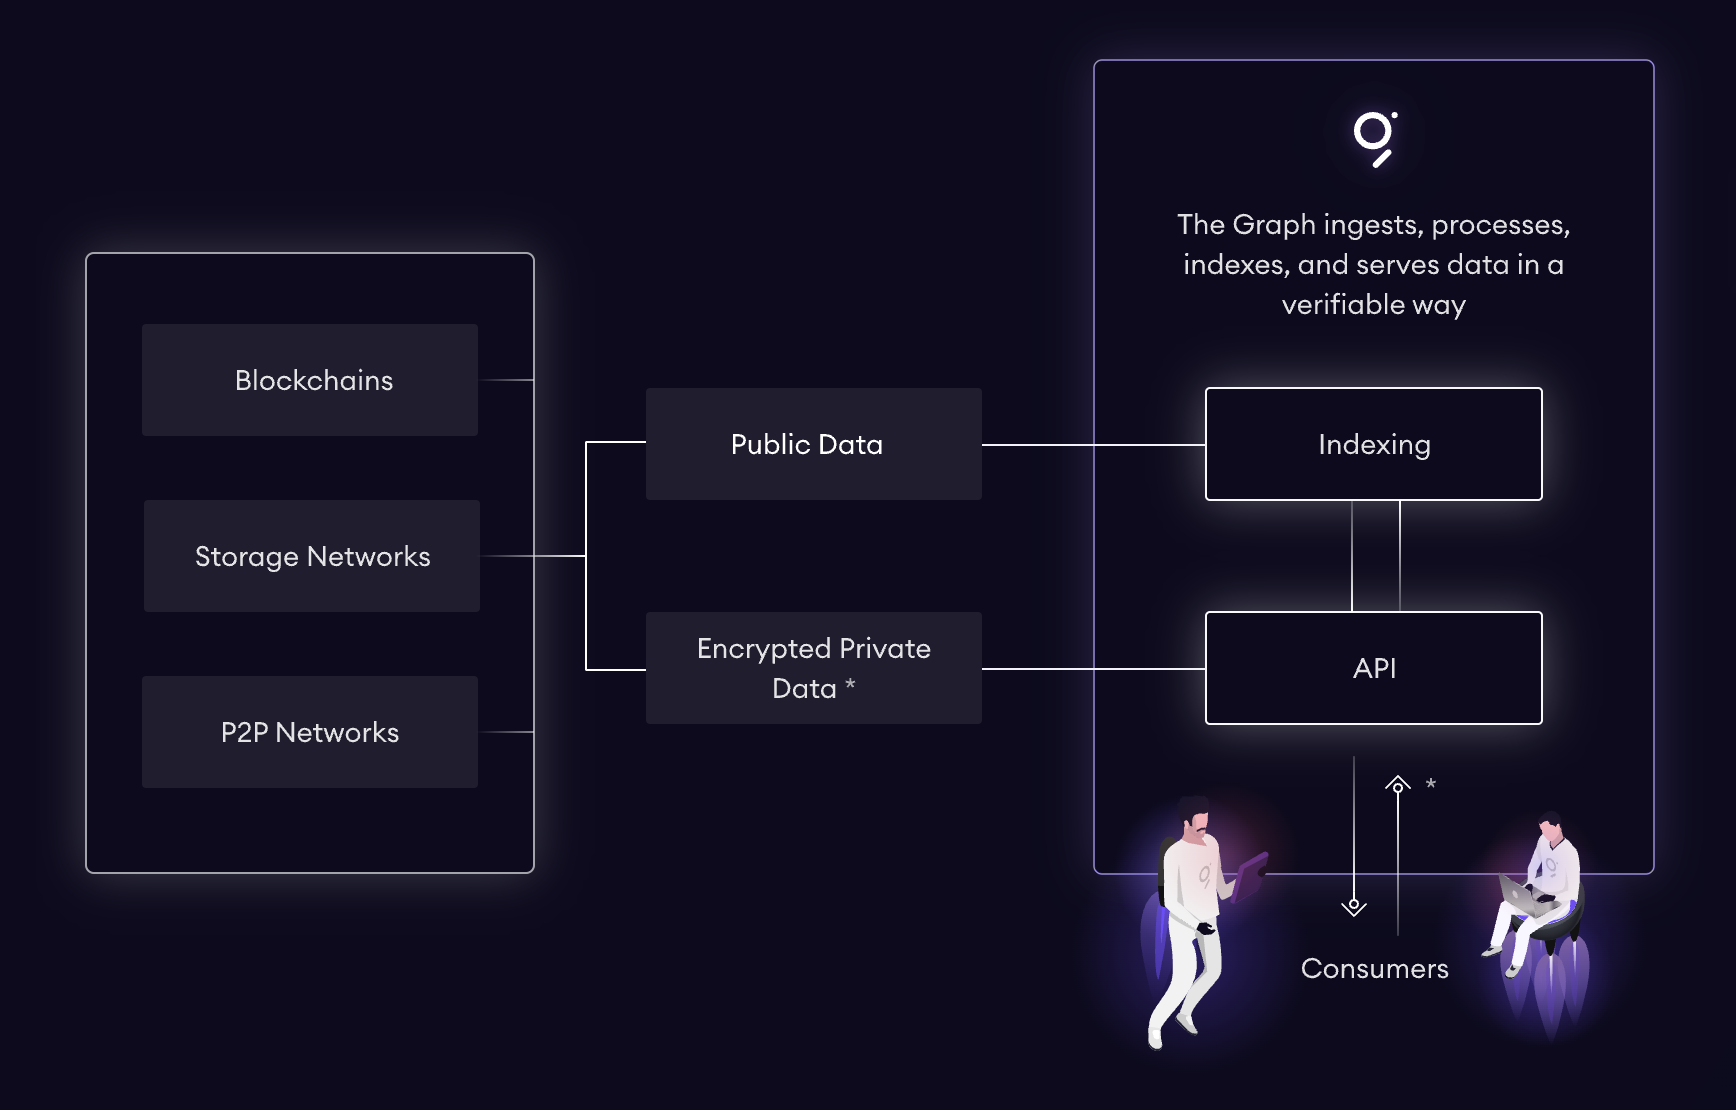 The Graph ingests, processes,
indexes, and serves data in a
verifiable way
Blockchains
Storage Networks
P2P Networks
Public Data
Encrypted Private
Data *
Indexing
API
*
Consumers